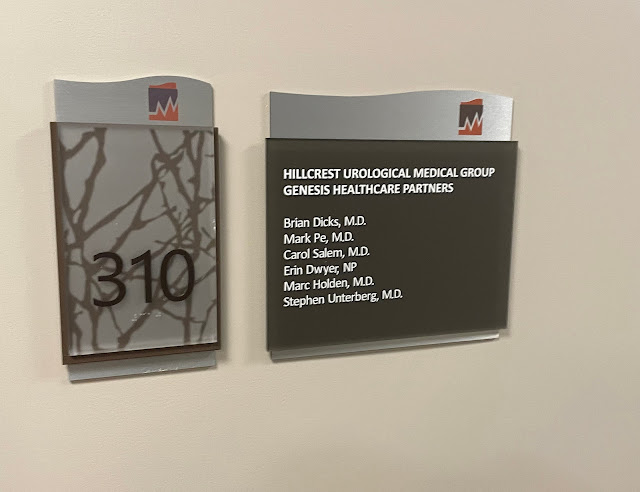 310
HILLCREST UROLOGICAL MEDICAL GROUP
GENESIS HEALTHCARE PARTNERS
Brian Dicks, M.D.
Mark Pe, M.D.
Carol Salem, M.D.
Erin Dwyer, NP
Marc Holden, M.D.
Stephen Unterberg, M.D.